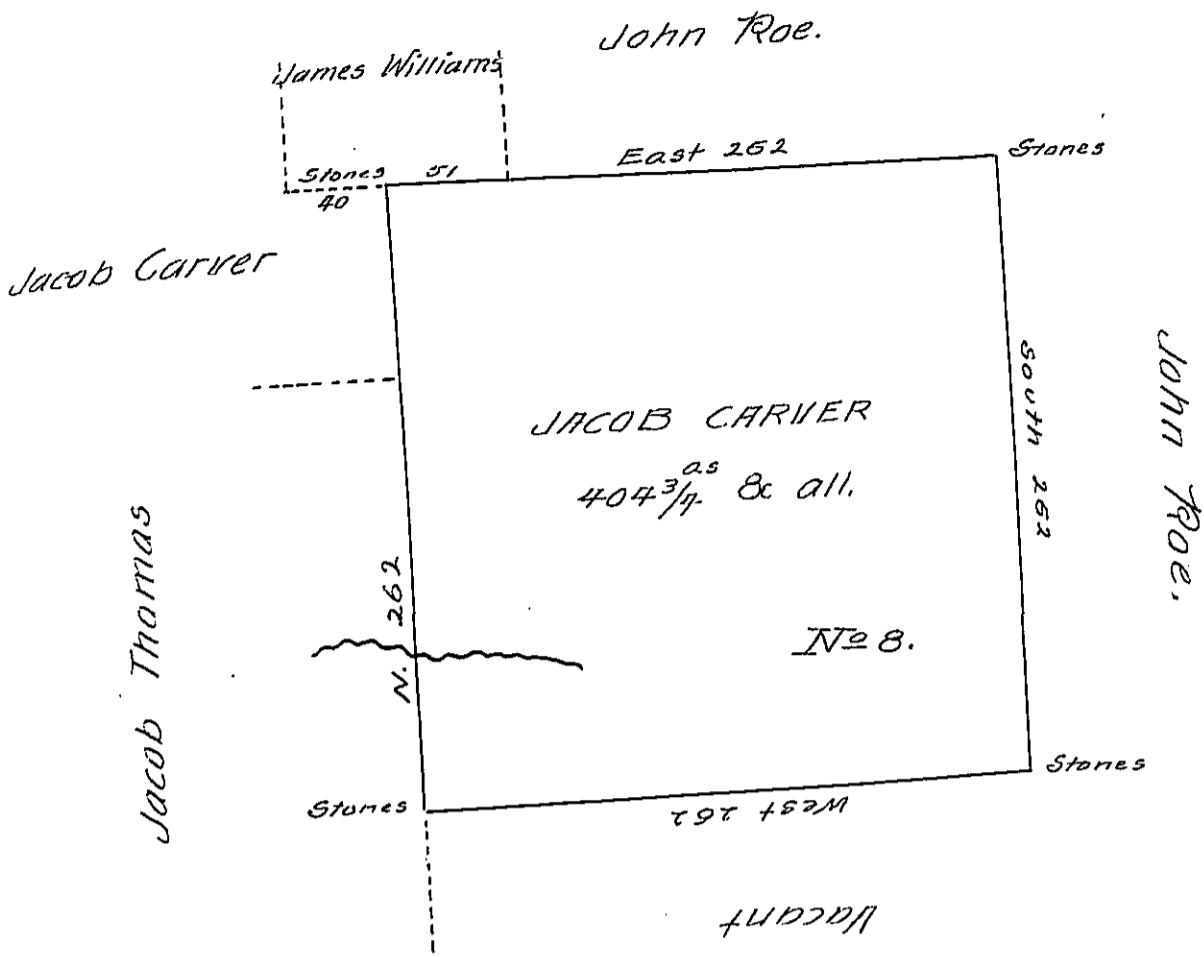 John Roe.
James Williams
East 262
Stones
Stones 51
40
Jacob Carver
South 262
John Roe.
JACOB CARVER
404 3/7 as & all.
Jacob Thomas
N. 262
No 8.
Stones
Stones
West 262
Vacant